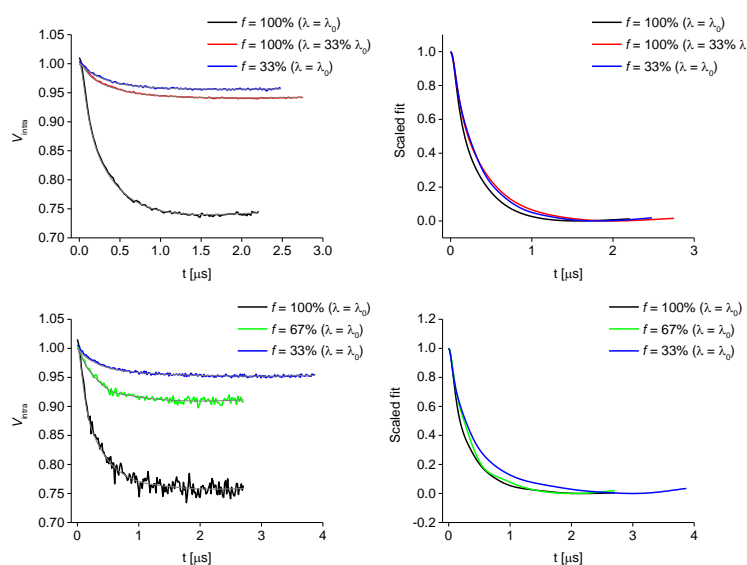 f = 100% (λ = λ0)
f = 100% (λ = 33% λ0)
f = 33% (λ = λ0)
1.05
1.00
0.95
0.90
0.85
0.80
0.75
0.70
Vintra
0.0 0.5 1.0 1.5 2.0 2.5 3.0
t [μs]
f = 100% (λ = λ0)
f = 100% (λ = 33% λ
f = 33% (λ = λ0)
1.0
0.8
0.6
0.4
0.2
0.0
Scaled fit
0 1 2 3
t [μs]
f = 100% (λ = λ0)
f = 67% (λ = λ0)
f = 33% (λ = λ0)
1.05
1.00
0.95
0.90
0.85
0.80
0.75
0.70
Vintra
0 1 2 3 4
t [μs]
f = 100% (λ = λ0)
f = 67% (λ = λ0)
f = 33% (λ = λ0)
1.2
1.0
0.8
0.6
0.4
0.2
0.0
-0.2
Scaled fit
0 1 2 3 4
t [μs]